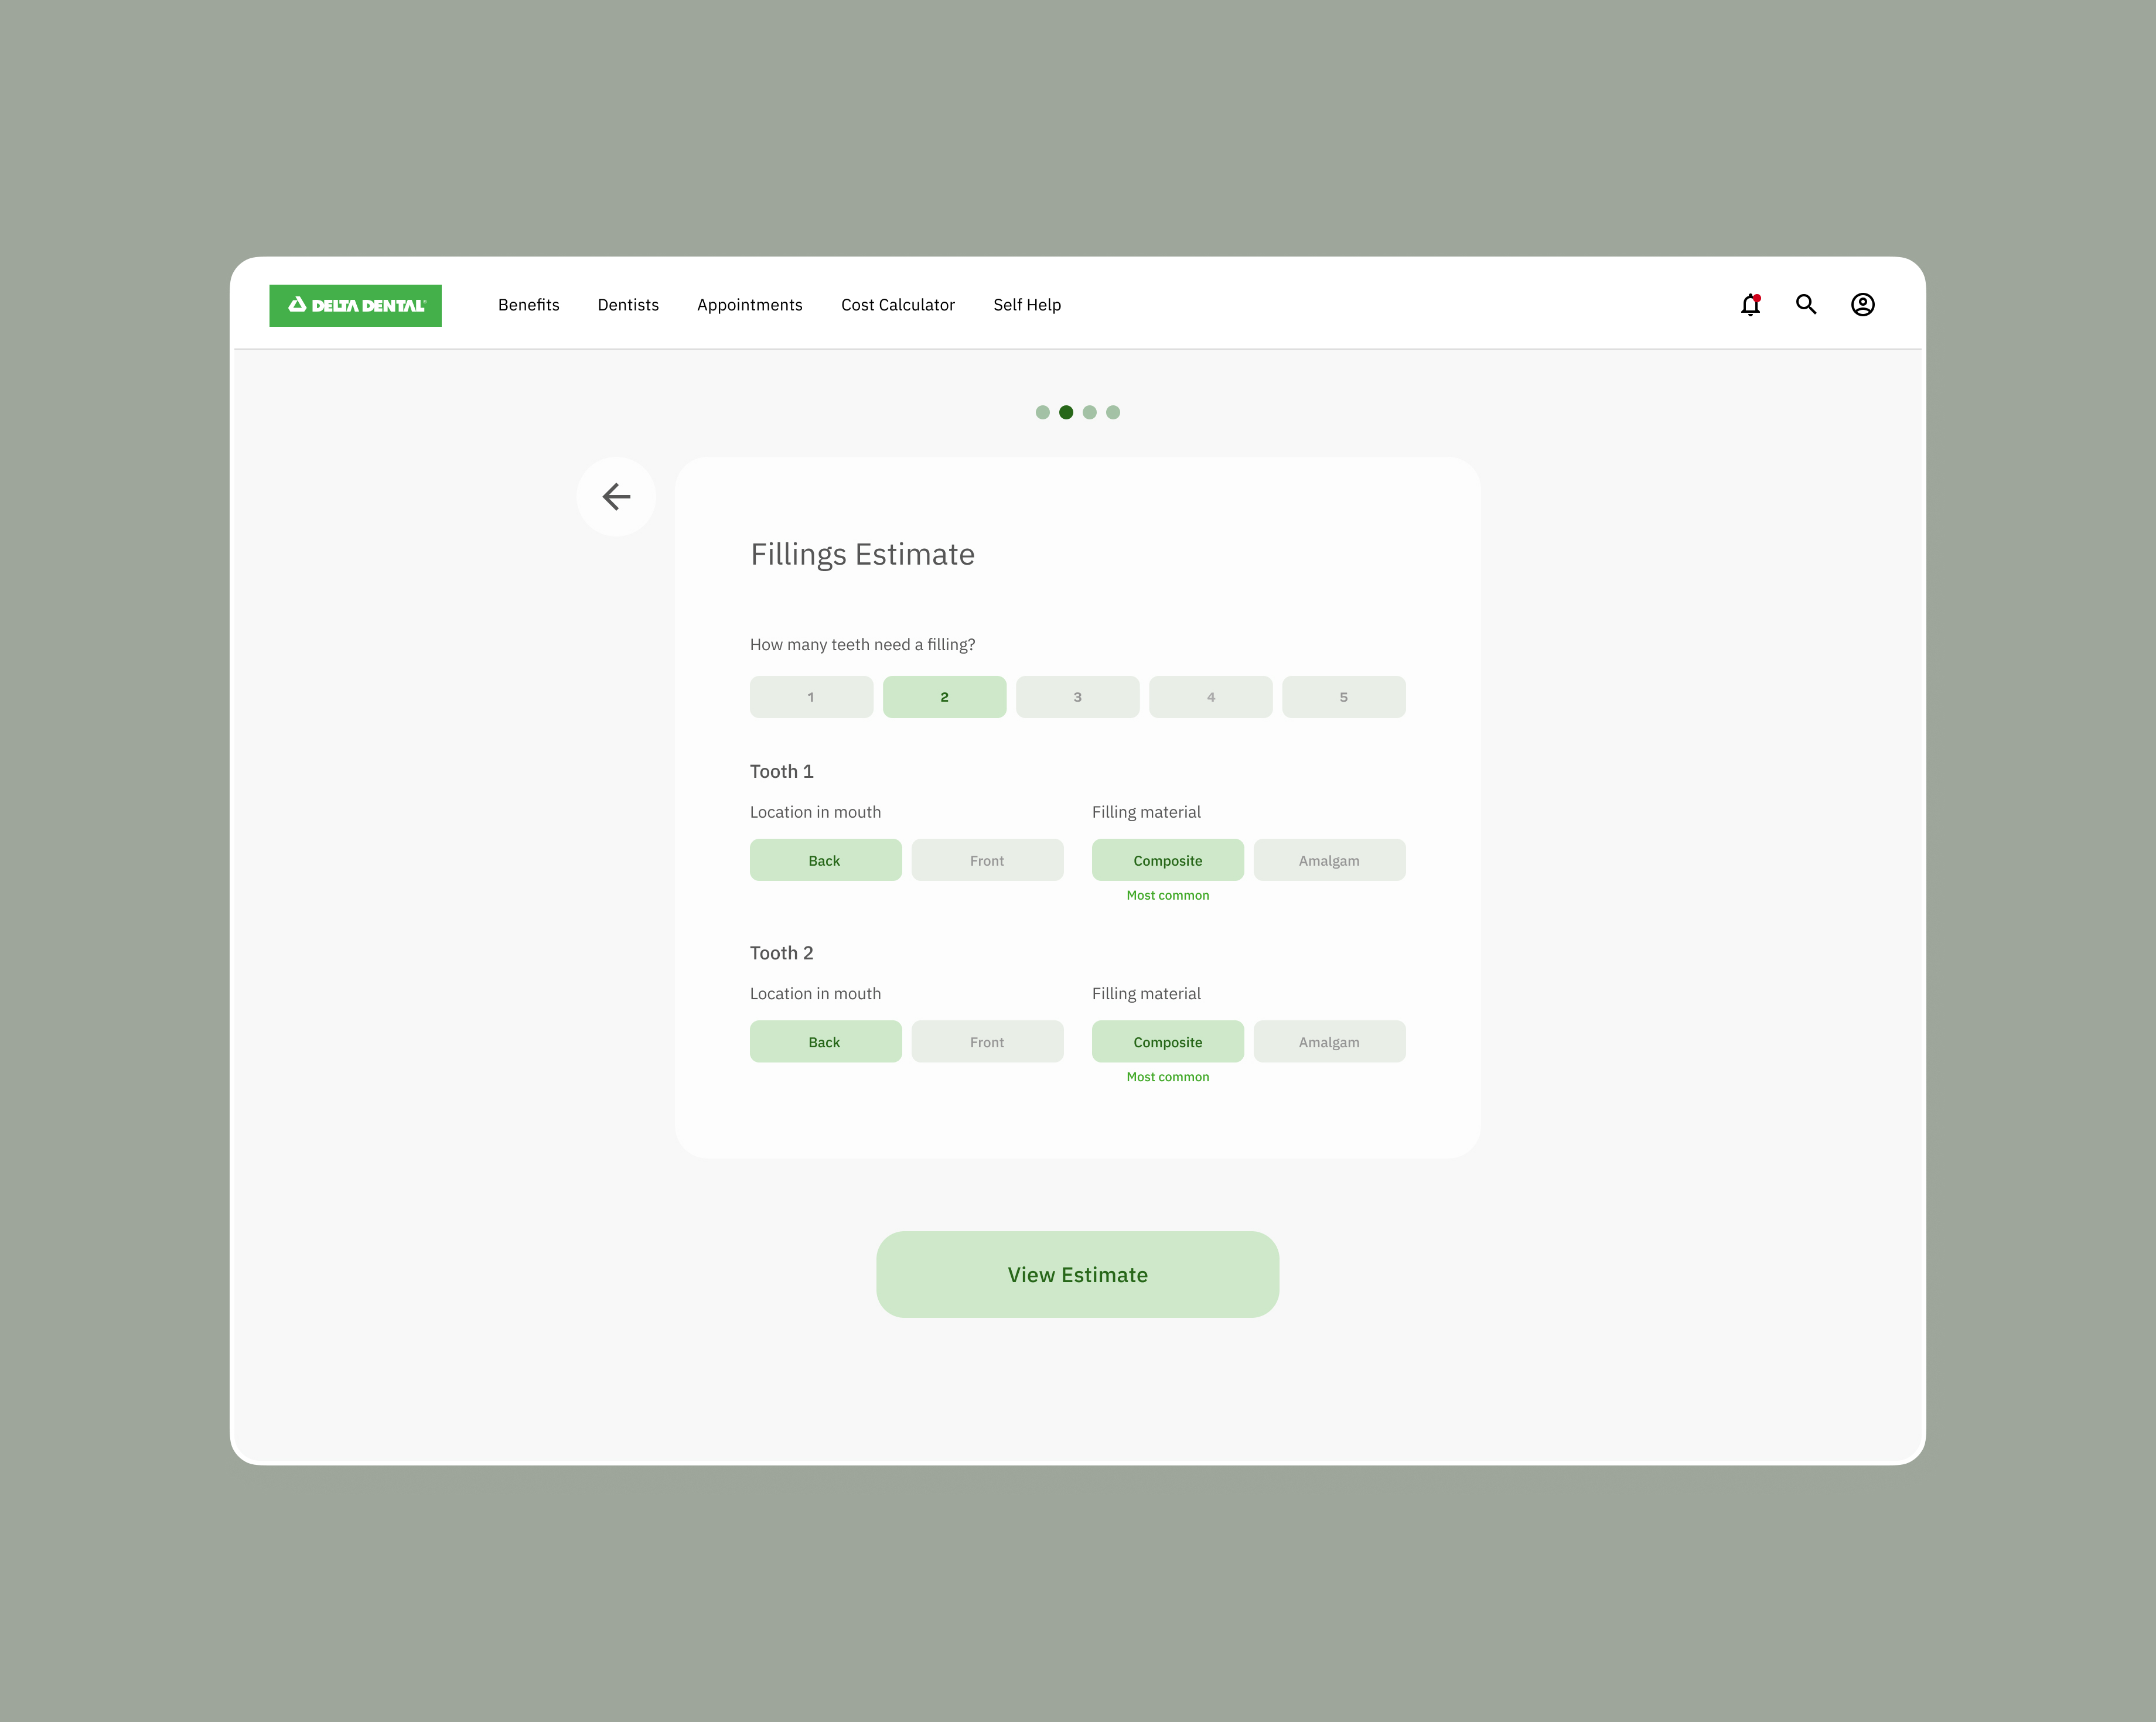 DELTA DENTAL®
Benefits Dentists Appointments Cost Calculator Self Help
Fillings Estimate
How many teeth need a filling?
1 2 3 4 5
Tooth 1
Location in mouth Filling material
Back Front Composite Amalgam
Most common
Tooth 2
Location in mouth Filling material
Back Front Composite Amalgam
Most common
View Estimate